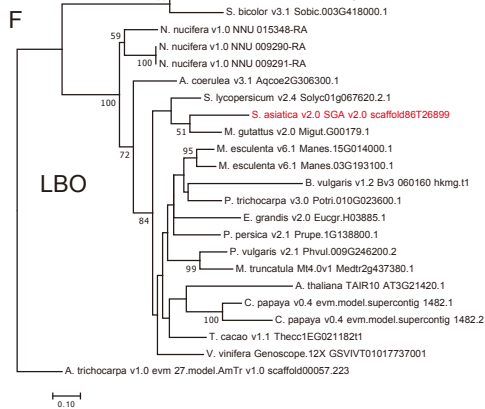 F
S. bicolor v3.1 Sobic.003G418000.1
59
N. nucifera v1.0 NNU 015348-RA
N. nucifera v1.0 NNU 009290-RA
100
N. nucifera v1.0 NNU 009291-RA
100
A. coerulea v3.1 Aqcoe2G306300.1
72
S. lycopersicum v2.4 Solyc01g067620.2.1
S. asiatica v2.0 SGA v2.0 scaffold86T26899
51
M. guttatus v2.0 Migut.G00179.1
95
M. esculenta v6.1 Manes.15G014000.1
M. esculenta v6.1 Manes.03G193100.1
LBO
B. vulgaris v1.2 Bv3 060160 hkmg.t1
P. trichocarpa v3.0 Potri.010G023600.1
84
E. grandis v2.0 Eucgr.H03885.1
P. persica v2.1 Prupe.1G138800.1
P. vulgaris v2.1 Phvul.009G246200.2
99
M. truncatula Mt4.0v1 Medtr2g437380.1
A. thaliana TAIR10 AT3G21420.1
C. papaya v0.4 evm.model.supercontig 1482.1
100
C. papaya v0.4 evm.model.supercontig 1482.2
T. cacao v1.1 Thecc1EG021182t1
V. vinifera Genoscope.12X GSVIVT01017737001
A. trichocarpa v1.0 evm 27.model.AmTr v1.0 scaffold00057.223
0.10